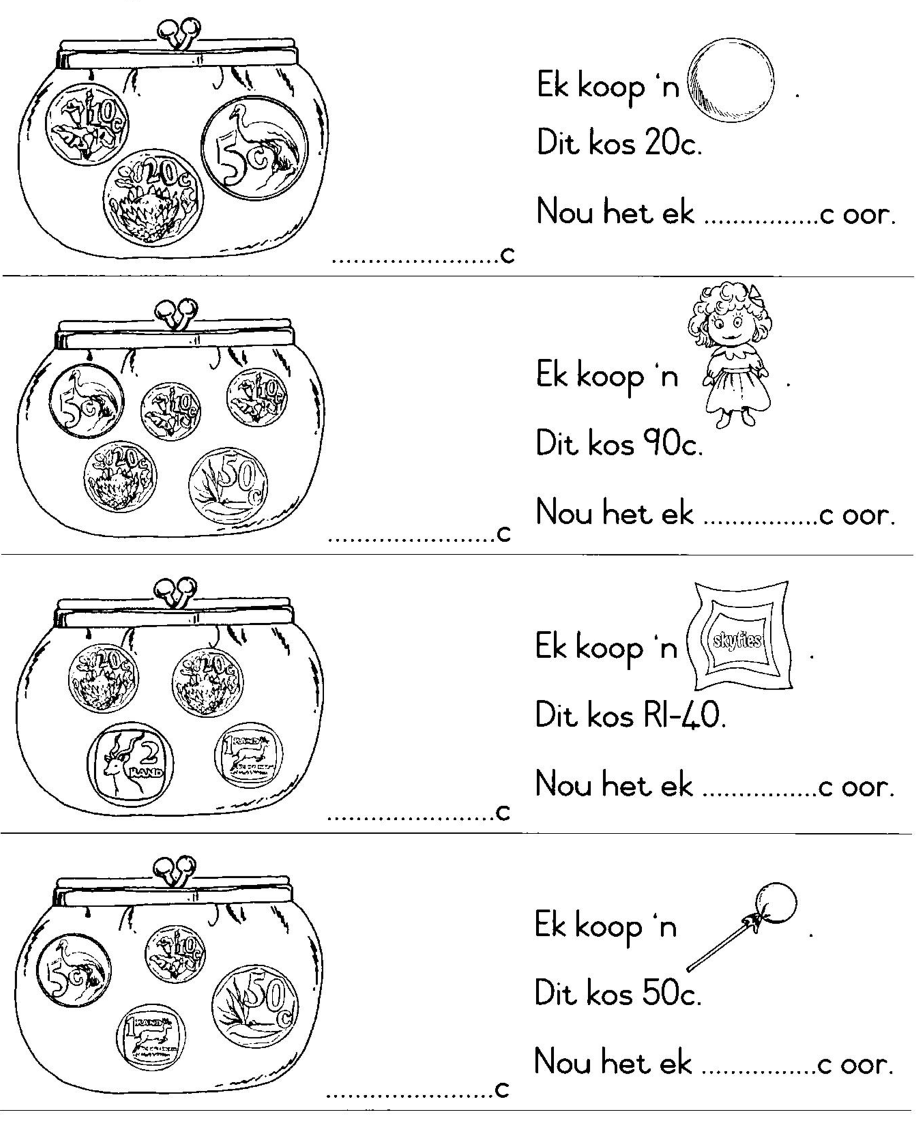 10c
5c
20c
Ek koop 'n .
Dit kos 20c.
Nou het ek ................c oor.
.......................c
5c
10c
10c
20c
50c
Ek koop 'n .
Dit kos 90c.
Nou het ek ................c oor.
.......................c
20c
20c
2 RAND
1 RAND
Ek koop 'n skyfies .
Dit kos R1-40.
Nou het ek ................c oor.
.......................c
5c
10c
50c
1 RAND
Ek koop 'n .
Dit kos 50c.
Nou het ek ................c oor.
.......................c